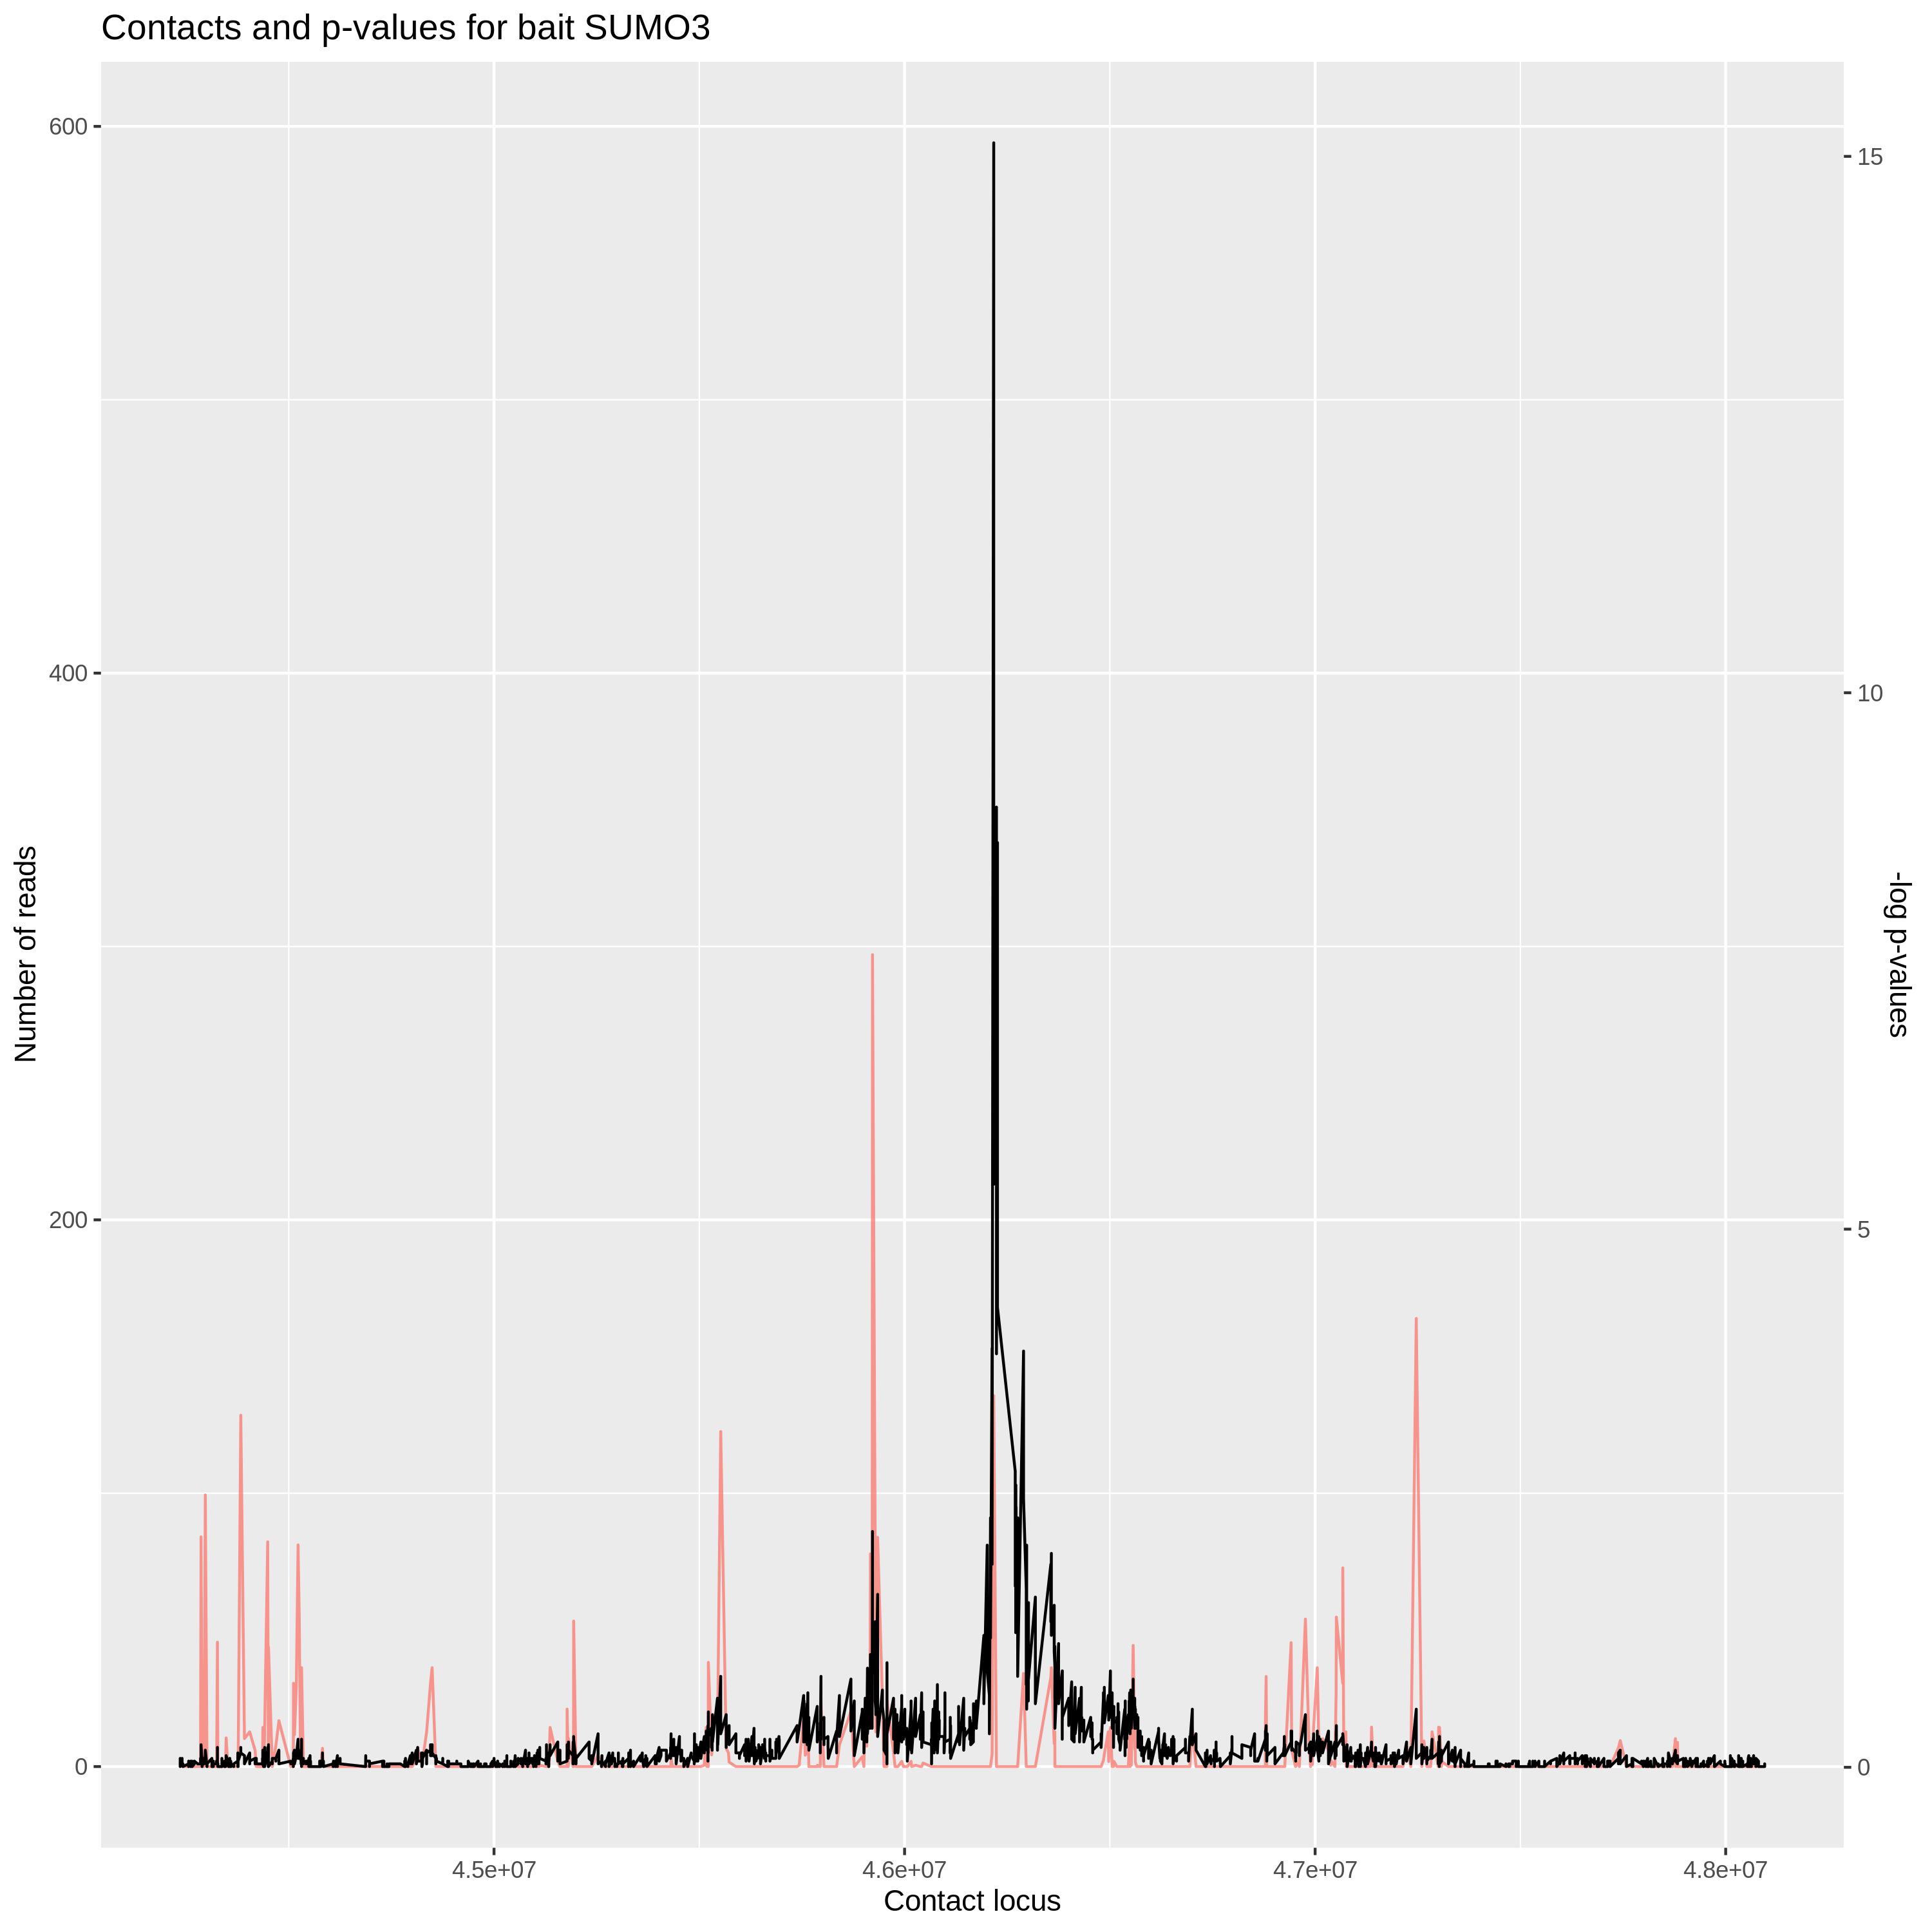 Contacts and p-values for bait SUMO3
600
400
200
0
Number of reads
15
10
5
0
-log p-values
4.5e+07
4.6e+07
4.7e+07
4.8e+07
Contact locus